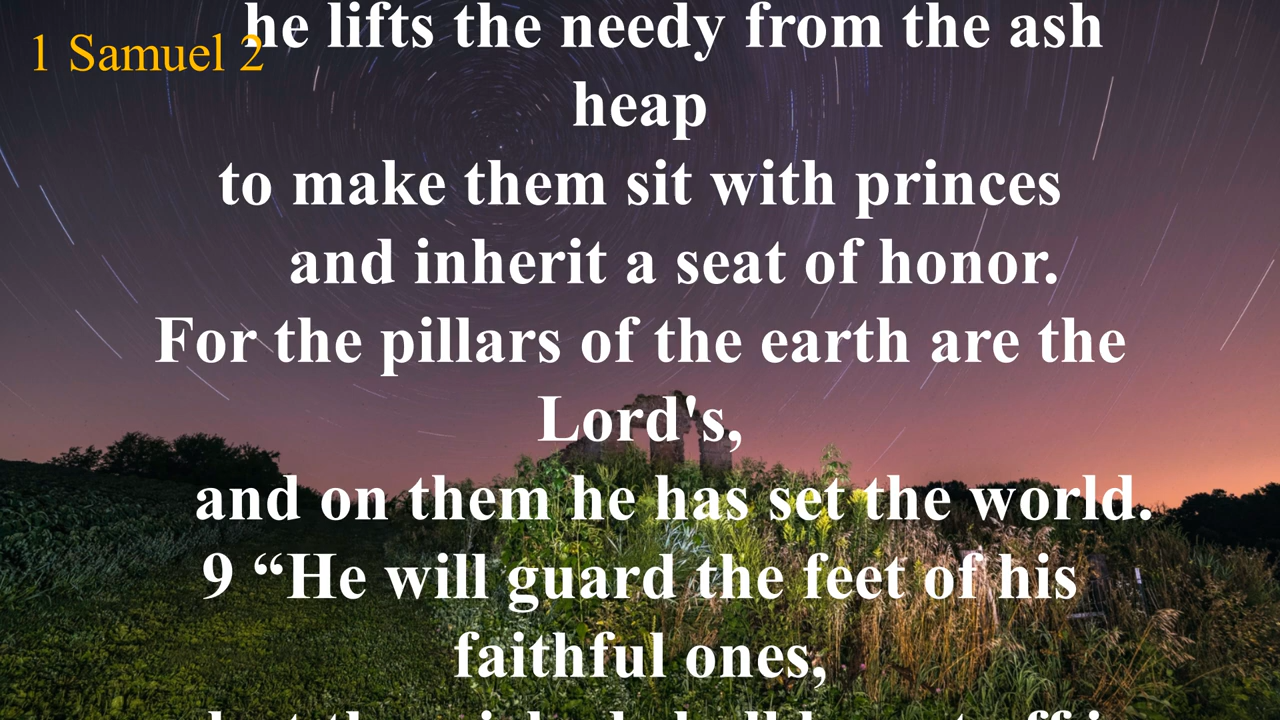 1 Samuel 2
he lifts the needy from the ash
heap
to make them sit with princes
and inherit a seat of honor.
For the pillars of the earth are the
Lord's,
and on them he has set the world.
9 “He will guard the feet of his
faithful ones,